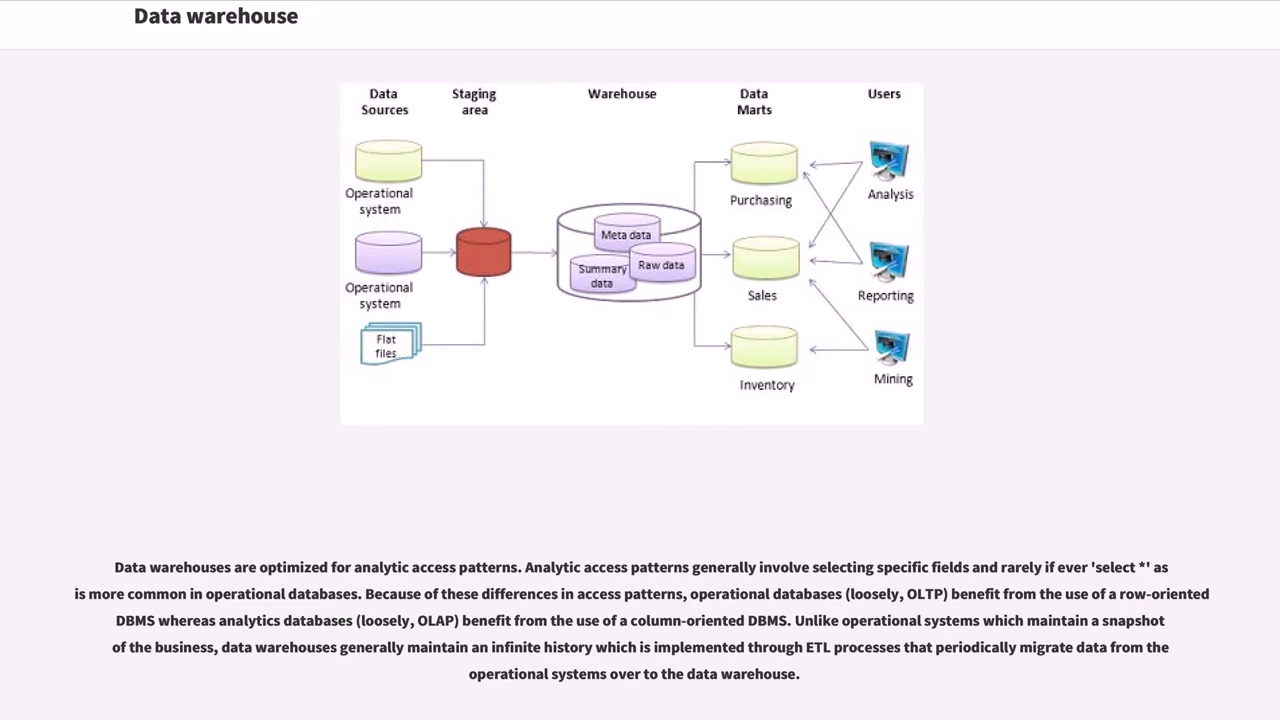 Data warehouse
Data Sources
Staging area
Warehouse
Data Marts
Users
Operational system
Operational system
Flat files
Meta data
Summary data
Raw data
Purchasing
Sales
Inventory
Analysis
Reporting
Mining
Data warehouses are optimized for analytic access patterns. Analytic access patterns generally involve selecting specific fields and rarely if ever 'select *' as
is more common in operational databases. Because of these differences in access patterns, operational databases (loosely, OLTP) benefit from the use of a row-oriented
DBMS whereas analytics databases (loosely, OLAP) benefit from the use of a column-oriented DBMS. Unlike operational systems which maintain a snapshot
of the business, data warehouses generally maintain an infinite history which is implemented through ETL processes that periodically migrate data from the
operational systems over to the data warehouse.